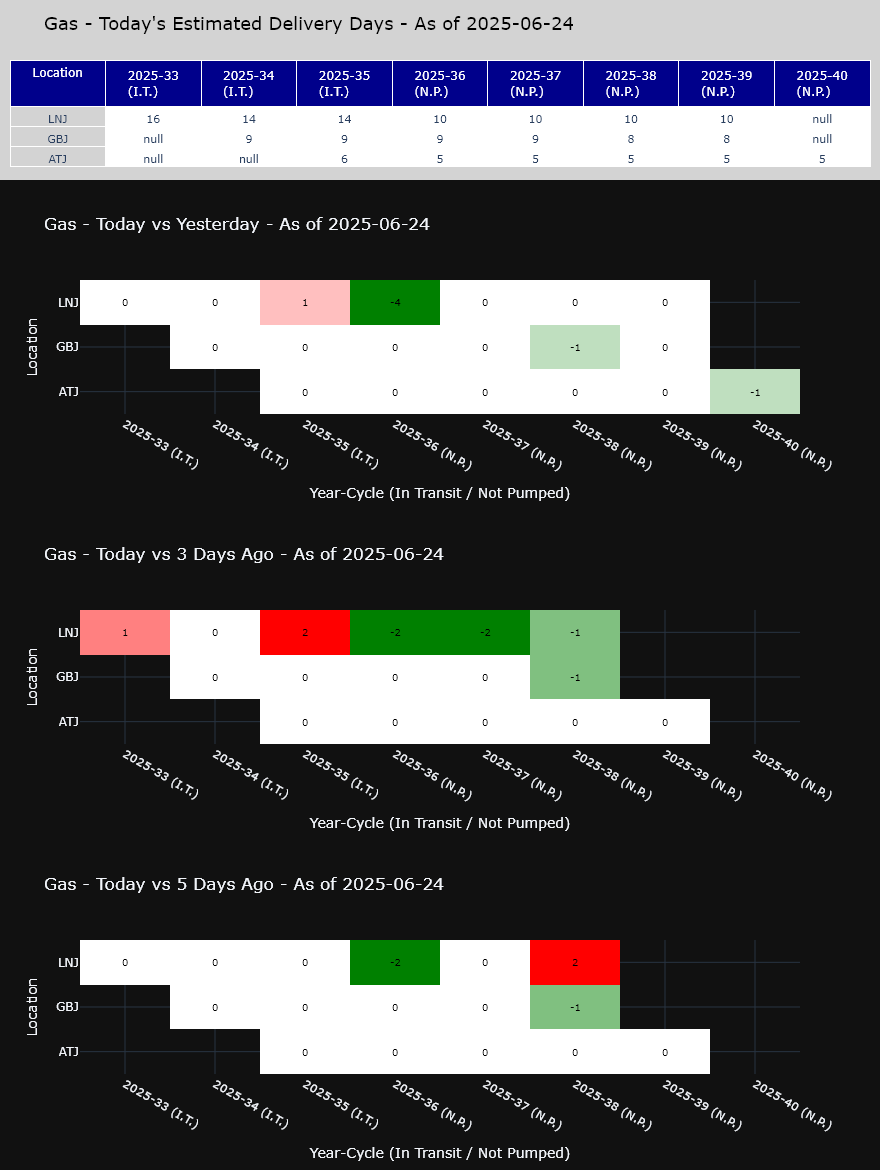 Gas - Today's Estimated Delivery Days - As of 2025-06-24
Location 2025-33 (I.T.) 2025-34 (I.T.) 2025-35 (I.T.) 2025-36 (N.P.) 2025-37 (N.P.) 2025-38 (N.P.) 2025-39 (N.P.) 2025-40 (N.P.)
LNJ 16 14 14 10 10 10 10 null
GBJ null 9 9 9 9 8 8 null
ATJ null null 6 5 5 5 5 5
Gas - Today vs Yesterday - As of 2025-06-24
LNJ 0 0 1 -4 0 0 0
GBJ 0 0 0 0 -1 0
ATJ 0 0 0 0 0 -1
Location
2025-33 (I.T.) 2025-34 (I.T.) 2025-35 (I.T.) 2025-36 (N.P.) 2025-37 (N.P.) 2025-38 (N.P.) 2025-39 (N.P.) 2025-40 (N.P.)
Year-Cycle (In Transit / Not Pumped)
Gas - Today vs 3 Days Ago - As of 2025-06-24
LNJ 1 0 2 -2 -2 -1
GBJ 0 0 0 0 -1
ATJ 0 0 0 0 0
Location
2025-33 (I.T.) 2025-34 (I.T.) 2025-35 (I.T.) 2025-36 (N.P.) 2025-37 (N.P.) 2025-38 (N.P.) 2025-39 (N.P.) 2025-40 (N.P.)
Year-Cycle (In Transit / Not Pumped)
Gas - Today vs 5 Days Ago - As of 2025-06-24
LNJ 0 0 0 -2 0 2
GBJ 0 0 0 0 -1
ATJ 0 0 0 0 0
Location
2025-33 (I.T.) 2025-34 (I.T.) 2025-35 (I.T.) 2025-36 (N.P.) 2025-37 (N.P.) 2025-38 (N.P.) 2025-39 (N.P.) 2025-40 (N.P.)
Year-Cycle (In Transit / Not Pumped)